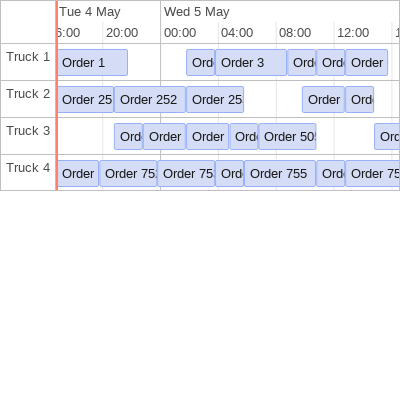 Tue 4 May Wed 5 May
6:00 20:00 00:00 04:00 08:00 12:00 1
Truck 1 Order 1 Ord Order 3 Ord Ord Order
Truck 2 Order 25 Order 252 Order 25 Order Ord
Truck 3 Ord Order Order Ord Order 505 Ord
Truck 4 Order Order 75 Order 75 Ord Order 755 Ord Order 75